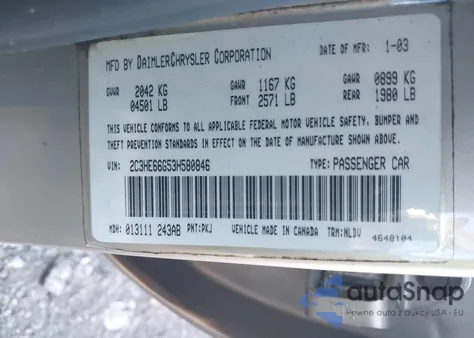 MFD BY DAIMLERCHRYSLER CORPORATION DATE OF MFR: 1-03
GVWR 2042 KG GAWR 1167 KG GAWR 0899 KG
04501 LB FRONT 2571 LB REAR 1980 LB
THIS VEHICLE CONFORMS TO ALL APPLICABLE FEDERAL MOTOR VEHICLE SAFETY, BUMPER AND
THEFT PREVENTION STANDARDS IN EFFECT ON THE DATE OF MANUFACTURE SHOWN ABOVE.
VIN: 2C3HE66G53H580846 TYPE: PASSENGER CAR
MDH: 013111 243AB PNT: PKJ VEHICLE MADE IN CANADA TRM: NLDV
4648104
autoSnap
Pewne auta z aukcji USA i EU